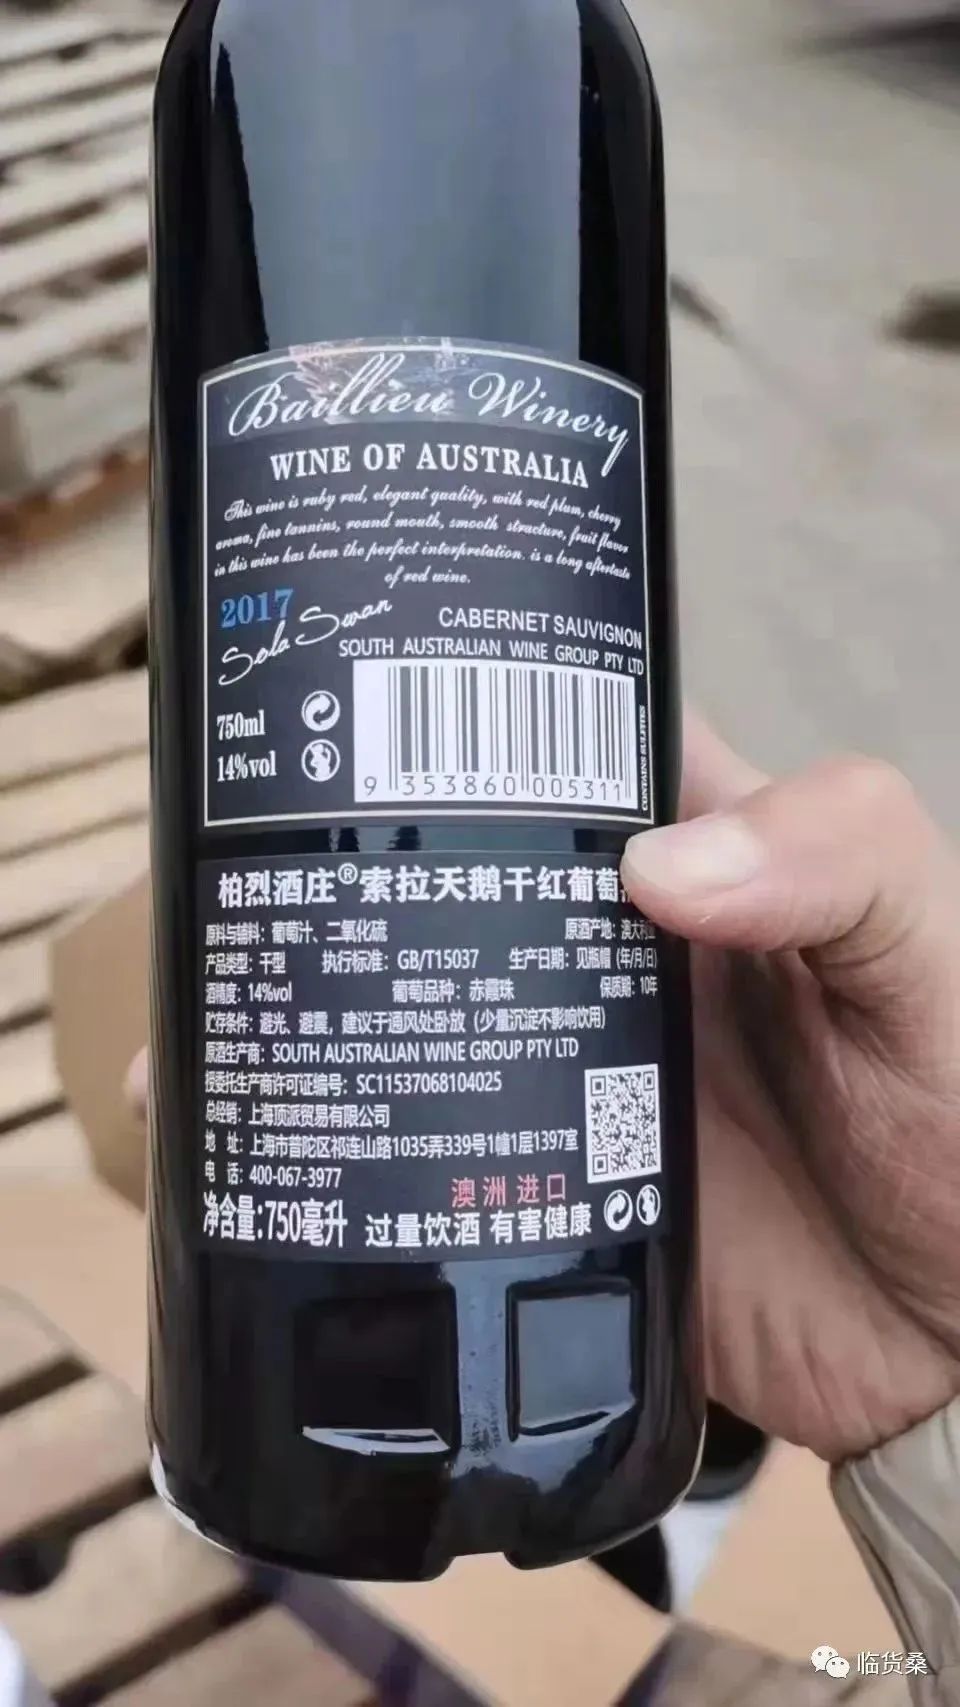 Baillieu Winery
WINE OF AUSTRALIA
This wine is ruby red, elegant quality, with red plum, cherry
aroma, fine tannins, round mouth, smooth structure, fruit flavor
in this wine has been the perfect interpretation. is a long aftertaste
of red wine.
2017
Sola Swan
CABERNET SAUVIGNON
SOUTH AUSTRALIAN WINE GROUP PTY LTD
750ml
14%vol
9 353860 005311
CONTAINS SULFITES
柏烈酒庄®索拉天鹅干红葡萄
原料与辅料：葡萄汁、二氧化硫 原酒产地：澳大利亚
产品类型：干型 执行标准：GB/T15037 生产日期：见瓶帽（年/月/日）
酒精度：14%vol 葡萄品种：赤霞珠 保质期：10年
贮存条件：避光、避震，建议于通风处卧放（少量沉淀不影响饮用）
原酒生产商：SOUTH AUSTRALIAN WINE GROUP PTY LTD
受委托生产商许可证编号：SC11537068104025
总经销：上海顶派贸易有限公司
地 址：上海市普陀区祁连山路1035弄339号1幢1层1397室
电 话：400-067-3977
澳洲进口
净含量:750毫升 过量饮酒 有害健康
临货桑